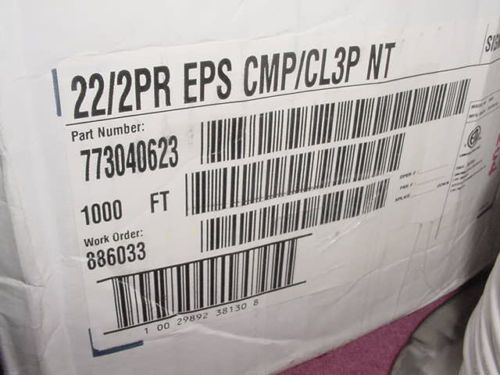 22/2PR EPS CMP/CL3P NT
Part Number:
773040623
1000 FT
Work Order:
886033
1 00 29892 38130 8